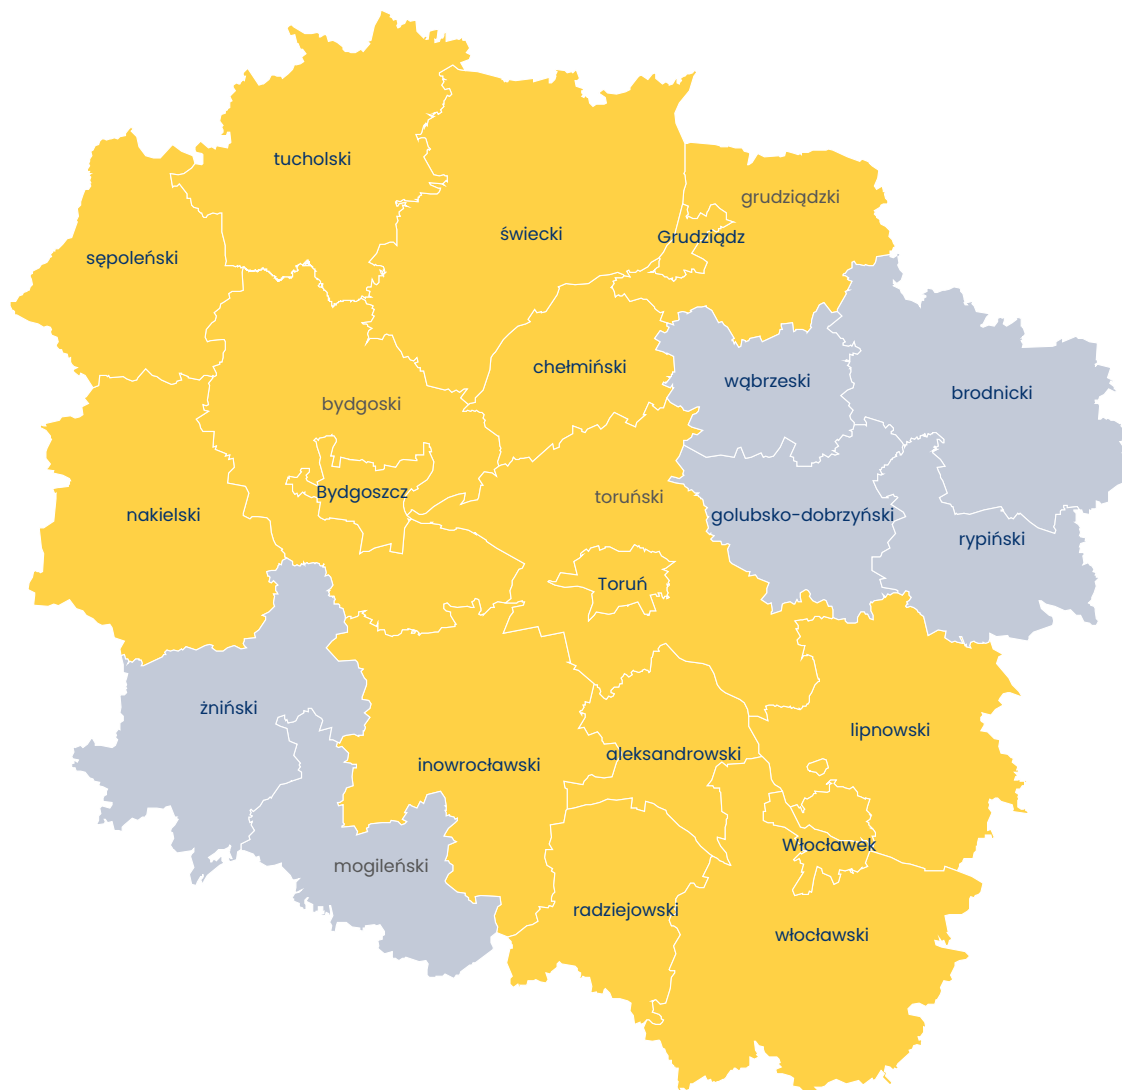 tucholski
grudziądzki
świecki
Grudziądz
sępoleński
chełmiński
wąbrzeski
brodnicki
bydgoski
Bydgoszcz
toruński
nakielski
golubsko-dobrzyński
rypiński
Toruń
żniński
lipnowski
aleksandrowski
inowrocławski
Włocławek
mogileński
radziejowski
włocławski